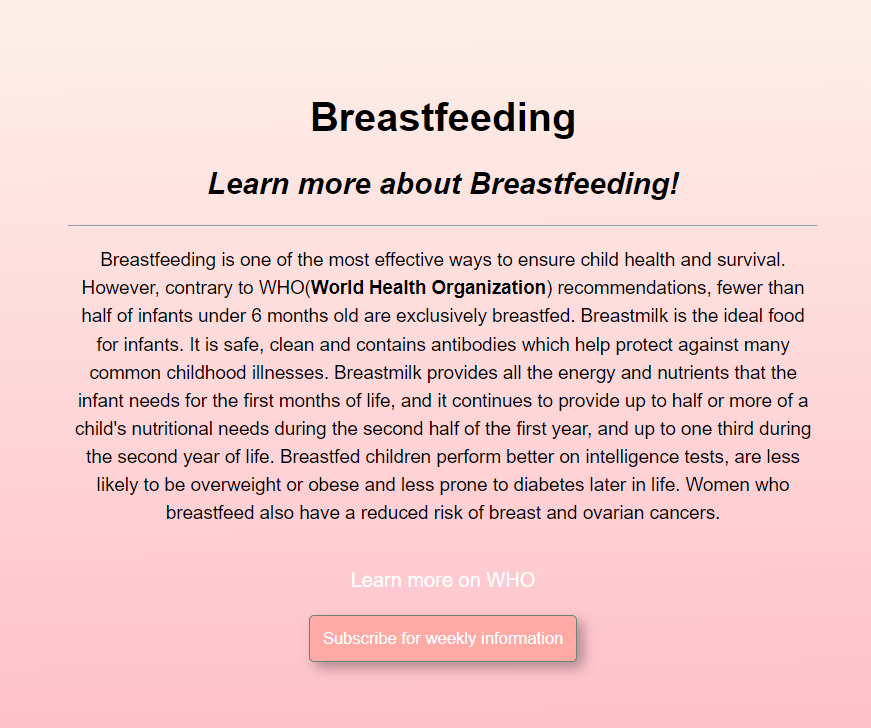 Breastfeeding
Learn more about Breastfeeding!
Breastfeeding is one of the most effective ways to ensure child health and survival.
However, contrary to WHO(World Health Organization) recommendations, fewer than
half of infants under 6 months old are exclusively breastfed. Breastmilk is the ideal food
for infants. It is safe, clean and contains antibodies which help protect against many
common childhood illnesses. Breastmilk provides all the energy and nutrients that the
infant needs for the first months of life, and it continues to provide up to half or more of a
child's nutritional needs during the second half of the first year, and up to one third during
the second year of life. Breastfed children perform better on intelligence tests, are less
likely to be overweight or obese and less prone to diabetes later in life. Women who
breastfeed also have a reduced risk of breast and ovarian cancers.
Learn more on WHO
Subscribe for weekly information